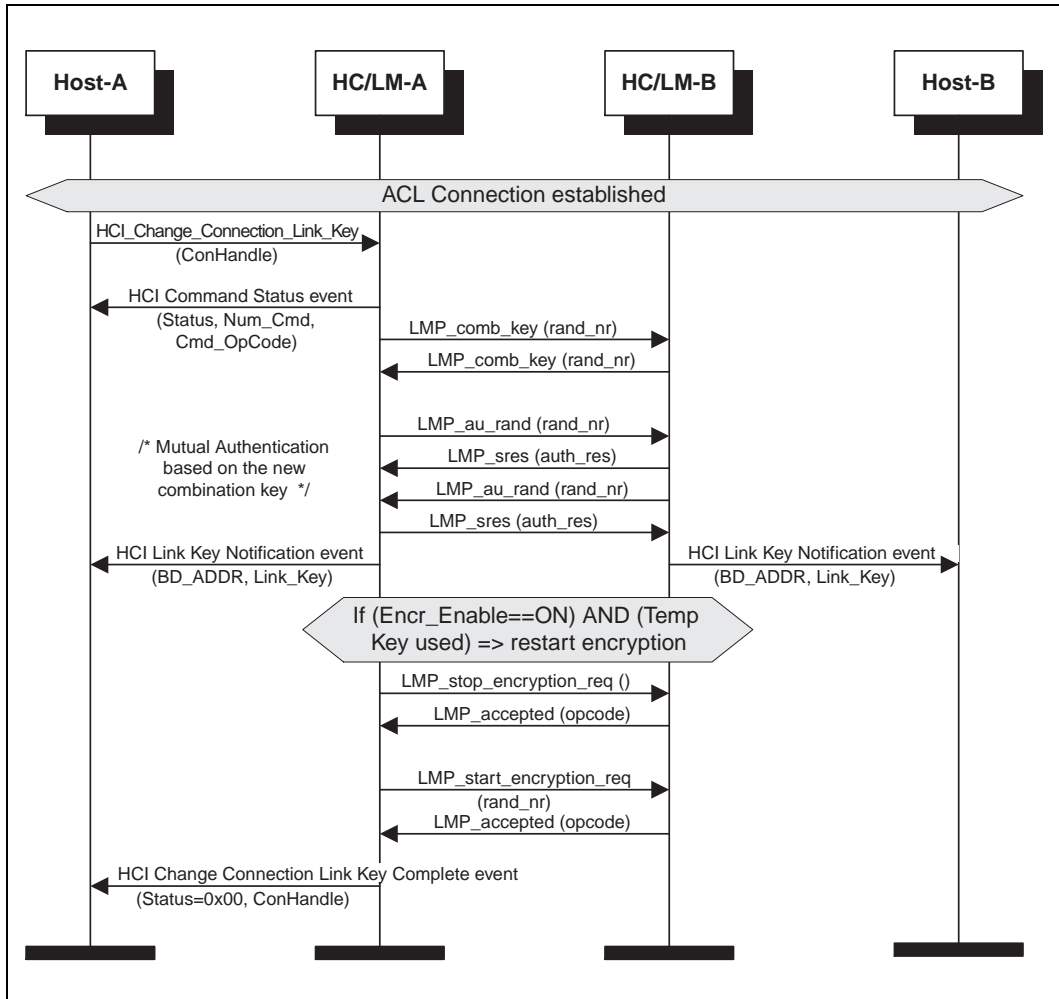 Host-A
HC/LM-A
HC/LM-B
Host-B
ACL Connection established
HCI_Change_Connection_Link_Key
(ConHandle)
HCI Command Status event
(Status, Num_Cmd,
Cmd_OpCode)
LMP_comb_key (rand_nr)
LMP_comb_key (rand_nr)
LMP_au_rand (rand_nr)
/* Mutual Authentication
based on the new
combination key */
LMP_sres (auth_res)
LMP_au_rand (rand_nr)
LMP_sres (auth_res)
HCI Link Key Notification event
(BD_ADDR, Link_Key)
HCI Link Key Notification event
(BD_ADDR, Link_Key)
If (Encr_Enable==ON) AND (Temp
Key used) => restart encryption
LMP_stop_encryption_req ()
LMP_accepted (opcode)
LMP_start_encryption_req
(rand_nr)
LMP_accepted (opcode)
HCI Change Connection Link Key Complete event
(Status=0x00, ConHandle)